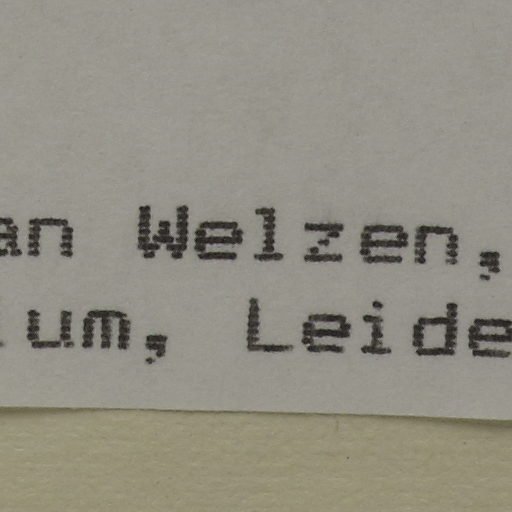 an Welzen,
um, Leide